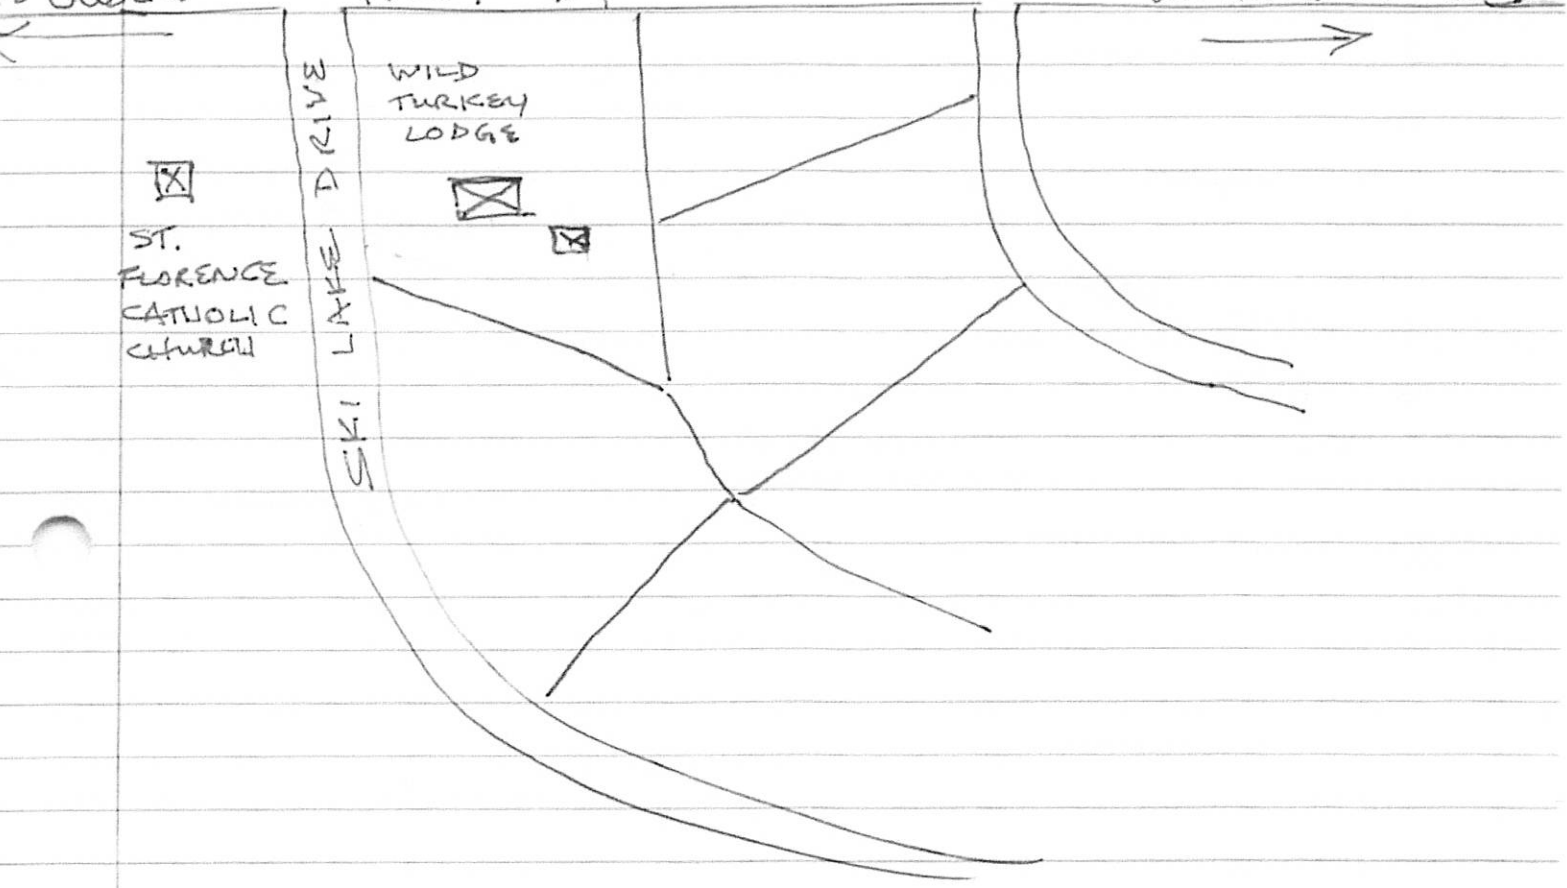 SKI LAKE DRIVE
WILD
TURKEY
LODGE
ST.
FLORENCE
CATHOLIC
CHURCH